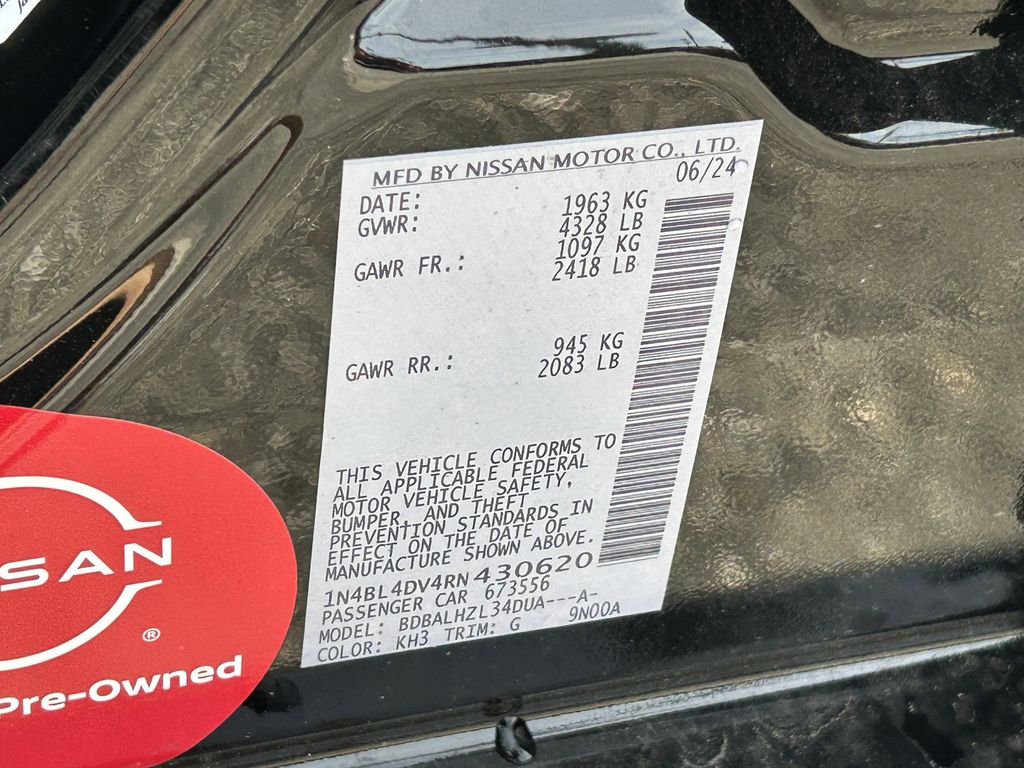 MFD BY NISSAN MOTOR CO., LTD.
06/24
DATE: 1963 KG
GVWR: 4328 LB
1097 KG
GAWR FR.: 2418 LB
945 KG
GAWR RR.: 2083 LB
THIS VEHICLE CONFORMS TO
ALL APPLICABLE FEDERAL
MOTOR VEHICLE SAFETY,
BUMPER, AND THEFT
PREVENTION STANDARDS IN
EFFECT ON THE DATE OF
MANUFACTURE SHOWN ABOVE.
1N4BL4DV4RN430620
PASSENGER CAR 673556
MODEL: BDBALHZL34DUA---A-
COLOR: KH3 TRIM: G 9N00A
SSAN
®
Pre-Owned